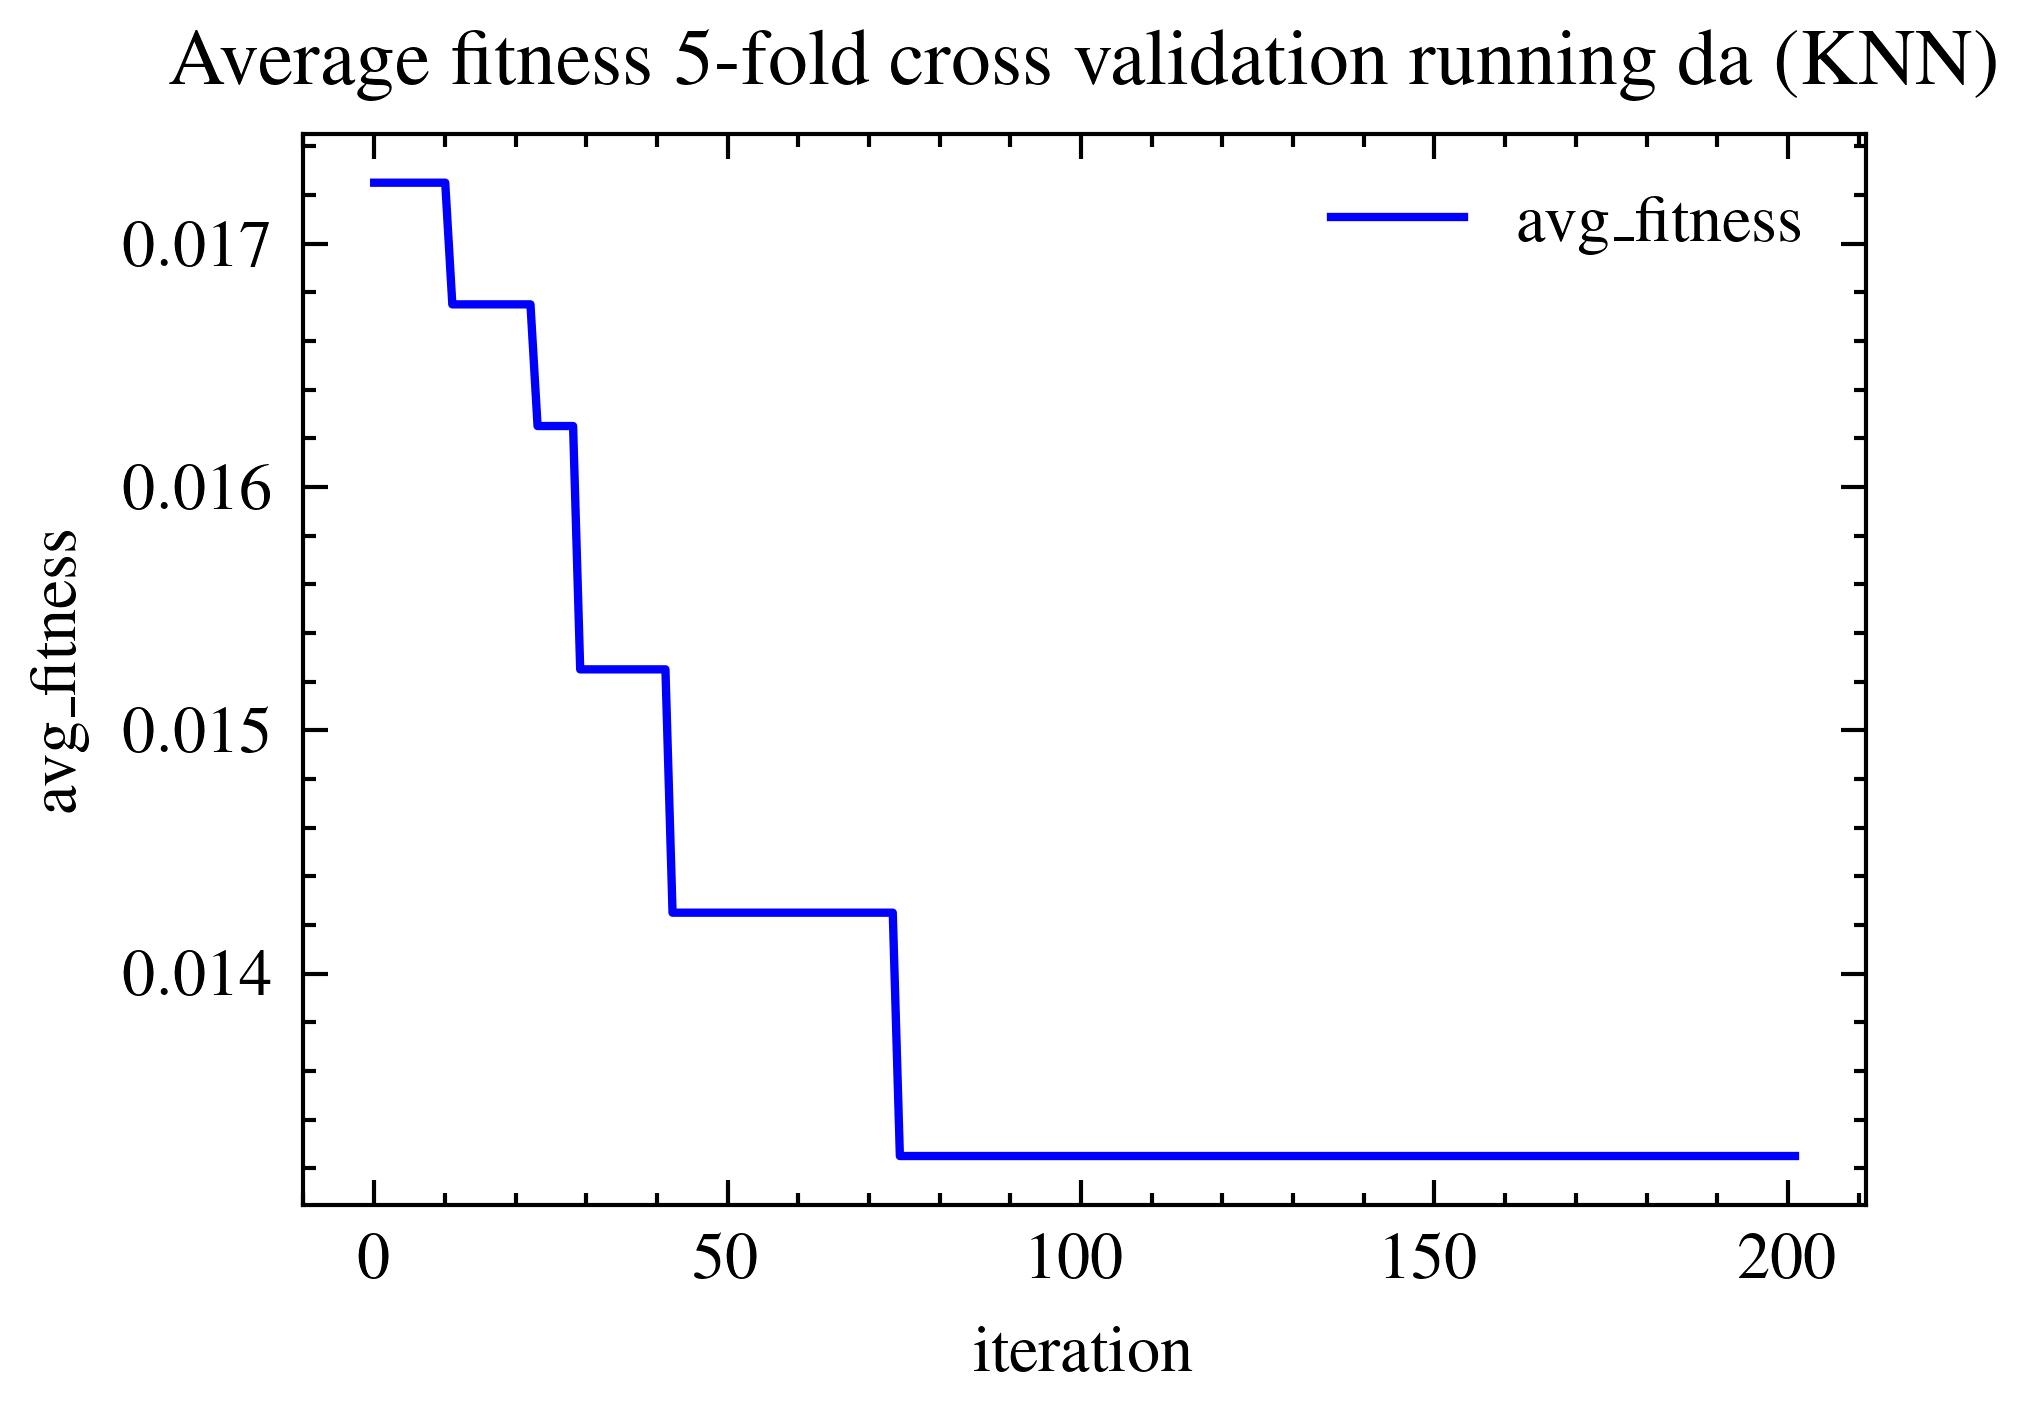 Average fitness 5-fold cross validation running da (KNN)
avg_fitness
0.017
0.016
0.015
0.014
avg_fitness
0 50 100 150 200
iteration